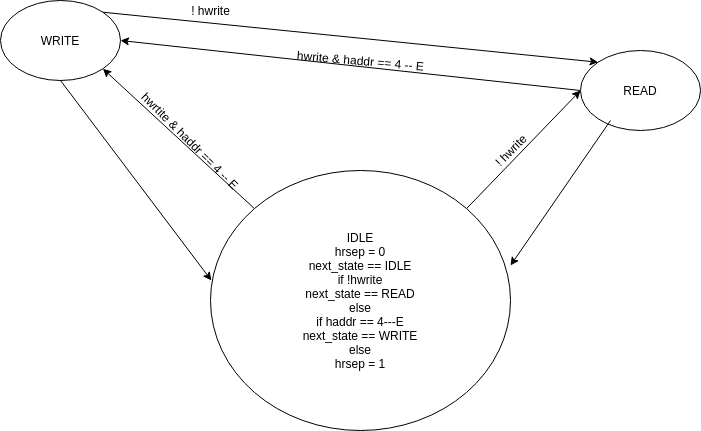 ! hwrite
WRITE
hwrite & haddr == 4 -- E
READ
hwrtite & haddr == 4 -- E
! hwrite
IDLE
hrsep = 0
next_state == IDLE
if !hwrite
next_state == READ
else
if haddr == 4---E
next_state == WRITE
else
hrsep = 1